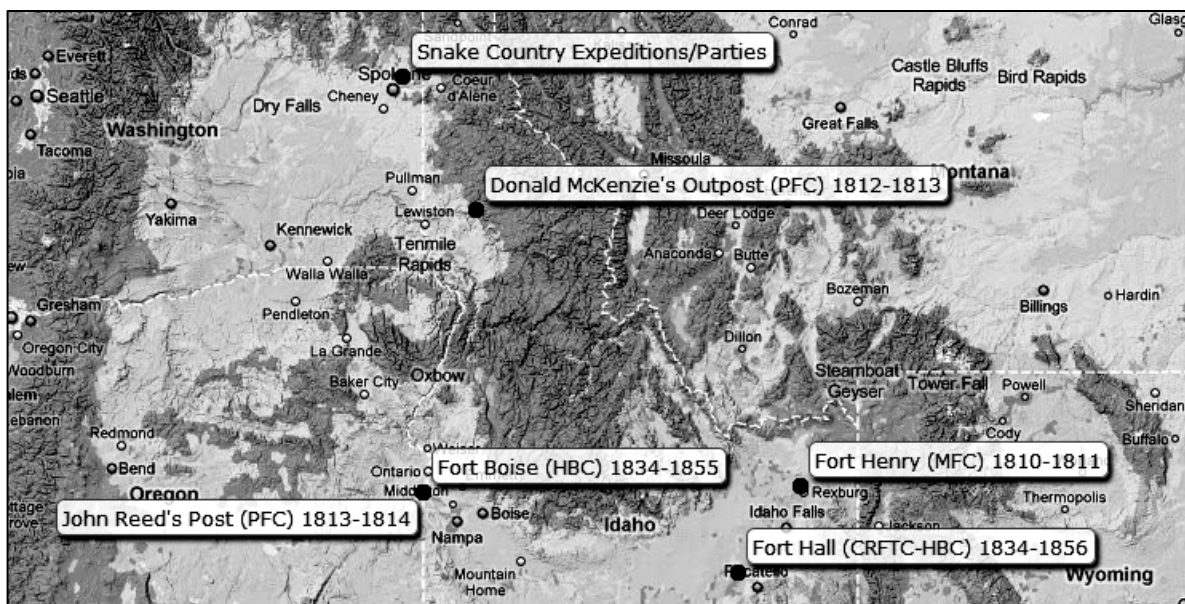 Conrad
Glasg
Everett
Snake Country Expeditions/Parties
Seattle
Spokane
Coeur
d'Alene
Castle Bluffs
Rapids
Bird Rapids
Cheney
Dry Falls
Great Falls
Washington
Tacoma
Missoula
Montana
Pullman
Donald McKenzie's Outpost (PFC) 1812-1813
Lewiston
Yakima
Deer Lodge
Kennewick
Tenmile
Rapids
Anaconda
Butte
Walla Walla
Bozeman
Billings
Hardin
Gresham
Pendleton
Oregon City
La Grande
Dillon
Woodburn
Steamboat
Geyser
Tower Fall
Powell
Oxbow
Baker City
Sheridan
Lebanon
Cody
Redmond
Weiser
Buffalo
Bend
Ontario
Fort Boise (HBC) 1834-1855
Fort Henry (MFC) 1810-1811
Oregon
Rexburg
Thermopolis
John Reed's Post (PFC) 1813-1814
Boise
Idaho
Idaho Falls
Jackson
Nampa
Fort Hall (CRFTC-HBC) 1834-1856
Mountain
Home
Pocatello
Wyoming